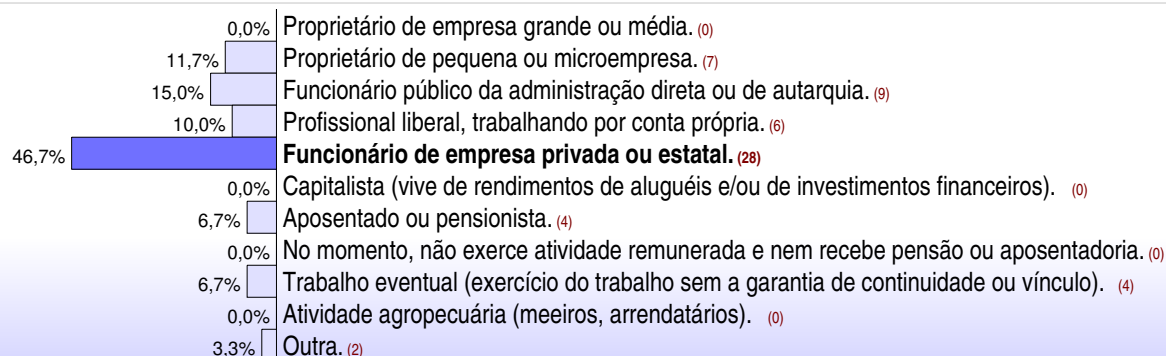 0,0% Proprietário de empresa grande ou média. (0)
11,7% Proprietário de pequena ou microempresa. (7)
15,0% Funcionário público da administração direta ou de autarquia. (9)
10,0% Profissional liberal, trabalhando por conta própria. (6)
46,7% Funcionário de empresa privada ou estatal. (28)
0,0% Capitalista (vive de rendimentos de aluguéis e/ou de investimentos financeiros). (0)
6,7% Aposentado ou pensionista. (4)
0,0% No momento, não exerce atividade remunerada e nem recebe pensão ou aposentadoria. (0)
6,7% Trabalho eventual (exercício do trabalho sem a garantia de continuidade ou vínculo). (4)
0,0% Atividade agropecuária (meeiros, arrendatários). (0)
3,3% Outra. (2)